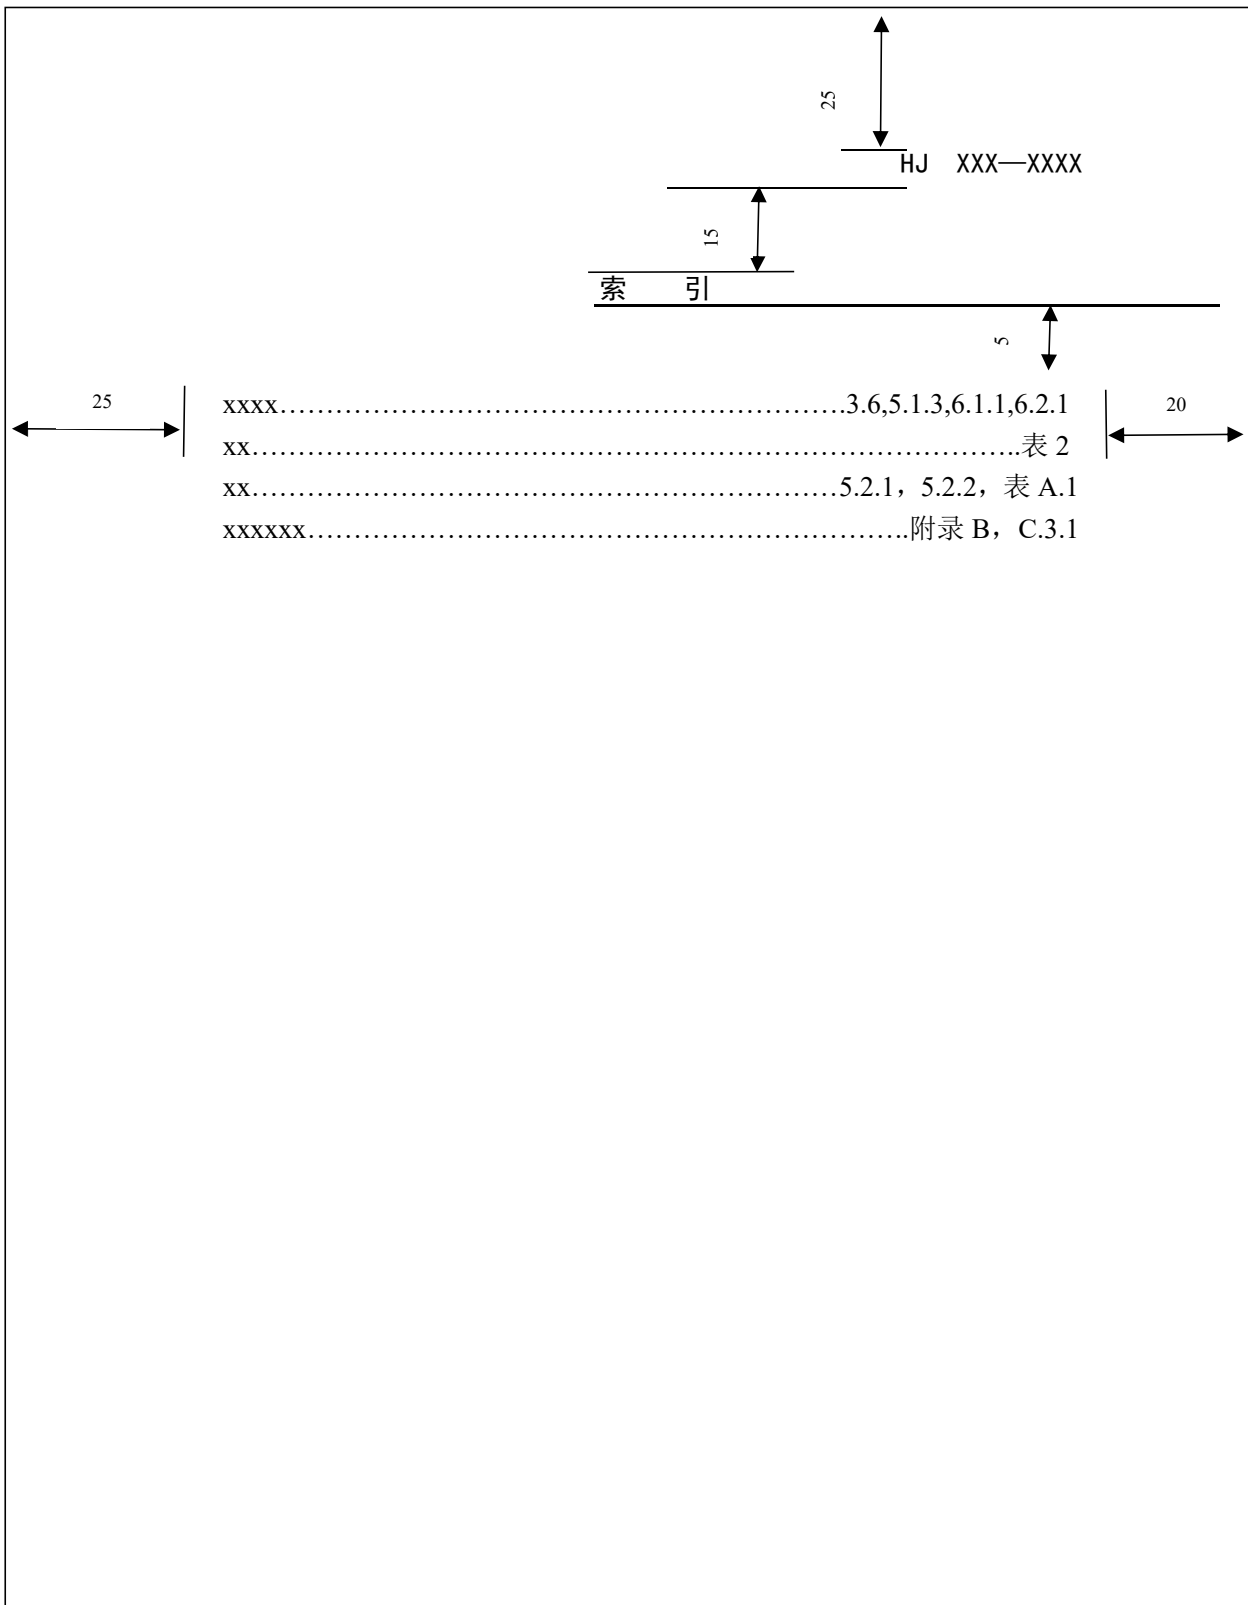 25
HJ  XXX—XXXX
15
索  引
5
25
20
xxxx…………………………………………………….3.6,5.1.3,6.1.1,6.2.1
xx……………………………………………………………………….表 2
xx………………………………………………………5.2.1，5.2.2，表 A.1
xxxxxx……………………………………………………….附录 B，C.3.1